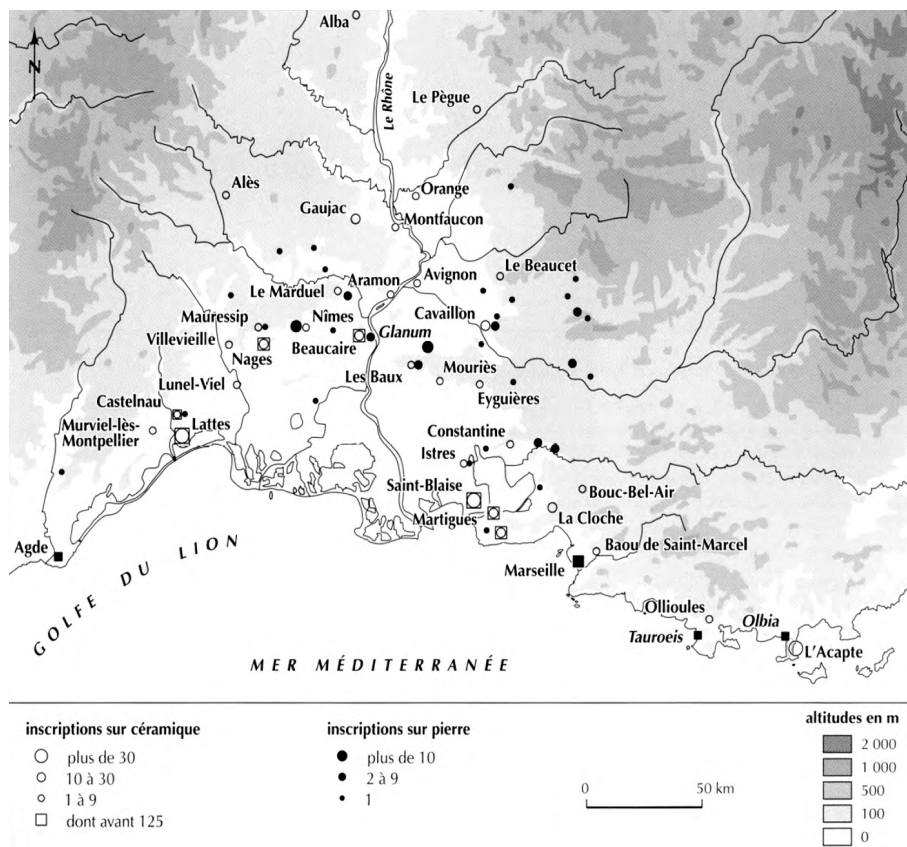 Alba
N
Le Rhône
Le Pègue
Alès
Orange
Gaujac
Montfaucon
Le Beaucet
Avignon
Aramon
Le Marduel
Mauressip
Nîmes
Cavaillon
Villevieille
Beaucaire
Glanum
Nages
Les Baux
Mouriès
Lunel-Viel
Eyguières
Castelnau
Lattes
Murviel-lès-
Montpellier
Constantine
Istres
Saint-Blaise
Bouc-Bel-Air
Martigues
La Cloche
Agde
Baou de Saint-Marcel
Marseille
GOLFE DU LION
Ollioules
Olbia
Tauroeis
L'Acapte
MER MÉDITERRANÉE
inscriptions sur céramique
plus de 30
10 à 30
1 à 9
dont avant 125
inscriptions sur pierre
plus de 10
2 à 9
1
0 50 km
altitudes en m
2 000
1 000
500
100
0